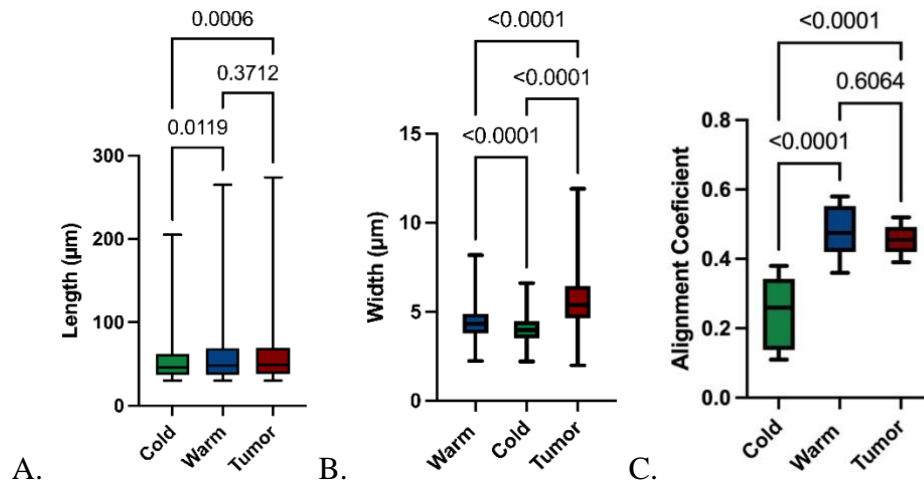 0.0006
0.3712
0.0119
300
200
100
0
Length (µm)
Cold
Warm
Tumor
A.
<0.0001
<0.0001
<0.0001
15
10
5
0
Width (µm)
Warm
Cold
Tumor
B.
<0.0001
0.6064
<0.0001
0.8
0.6
0.4
0.2
0.0
Alignment Coeficient
Cold
Warm
Tumor
C.